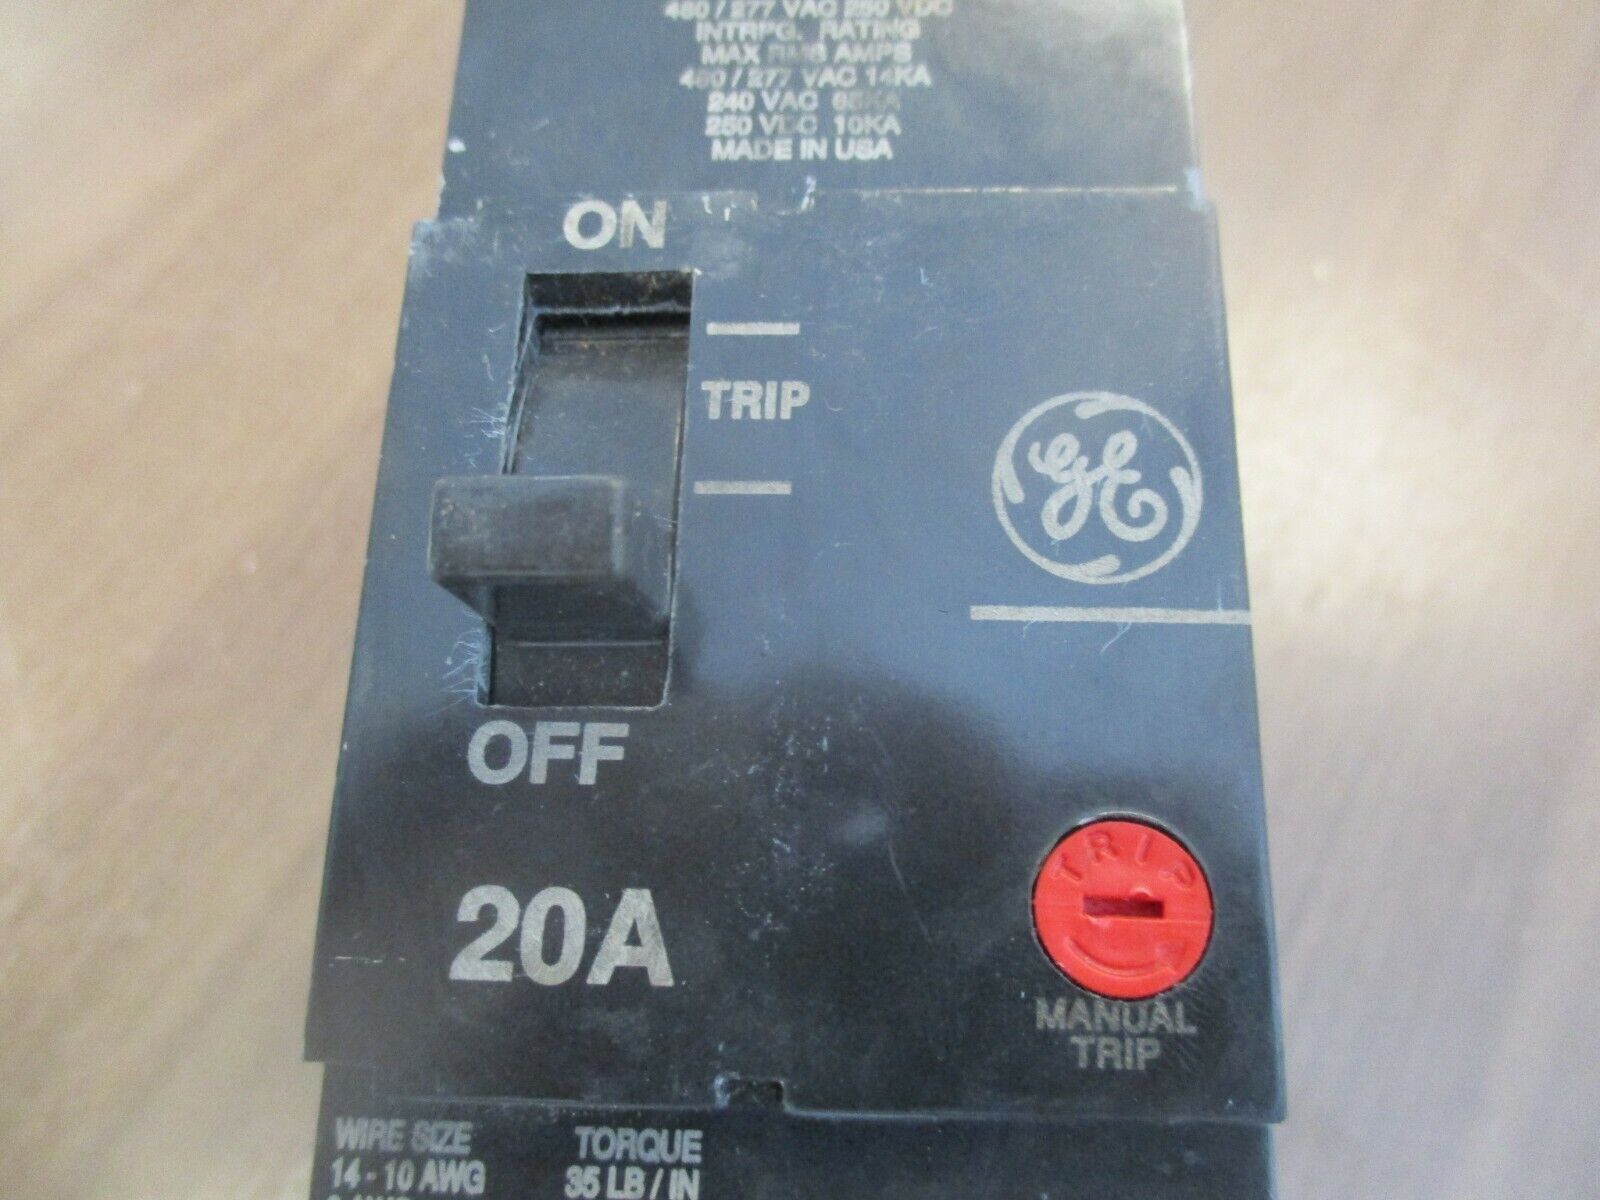 480 / 277 VAC 250 VDC
INTRPG. RATING
MAX RMS AMPS
480 / 277 VAC 14KA
240 VAC 65KA
250 VDC 10KA
MADE IN USA
ON
TRIP
GE
OFF
20A
TRIP
MANUAL
TRIP
WIRE SIZE TORQUE
14 - 10 AWG 35 LB / IN